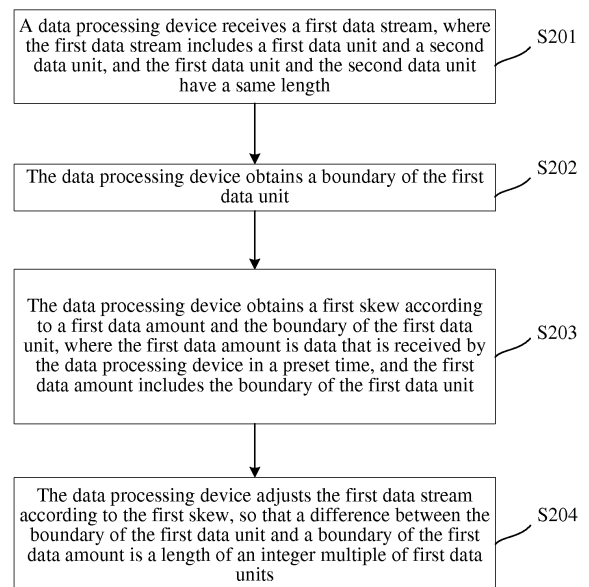 A data processing device receives a first data stream, where
the first data stream includes a first data unit and a second
data unit, and the first data unit and the second data unit
have a same length
S201
The data processing device obtains a boundary of the first
data unit
S202
The data processing device obtains a first skew according
to a first data amount and the boundary of the first data
unit, where the first data amount is data that is received by
the data processing device in a preset time, and the first
data amount includes the boundary of the first data unit
S203
The data processing device adjusts the first data stream
according to the first skew, so that a difference between the
boundary of the first data unit and a boundary of the first
data amount is a length of an integer multiple of first data
units
S204